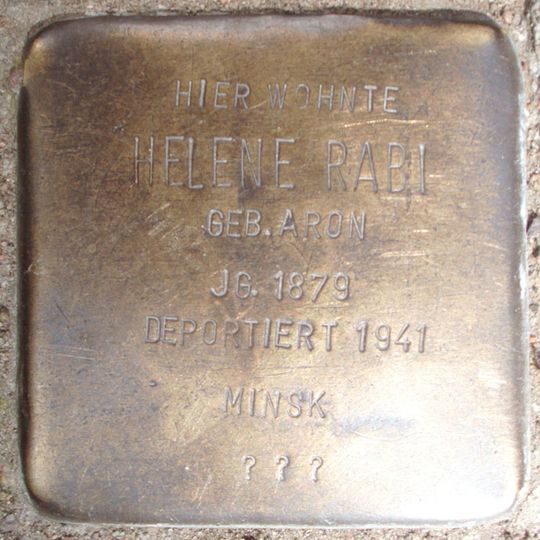 HIER WOHNTE
HELENE RABI
GEB. ARON
JG. 1879
DEPORTIERT 1941
MINSK
? ? ?